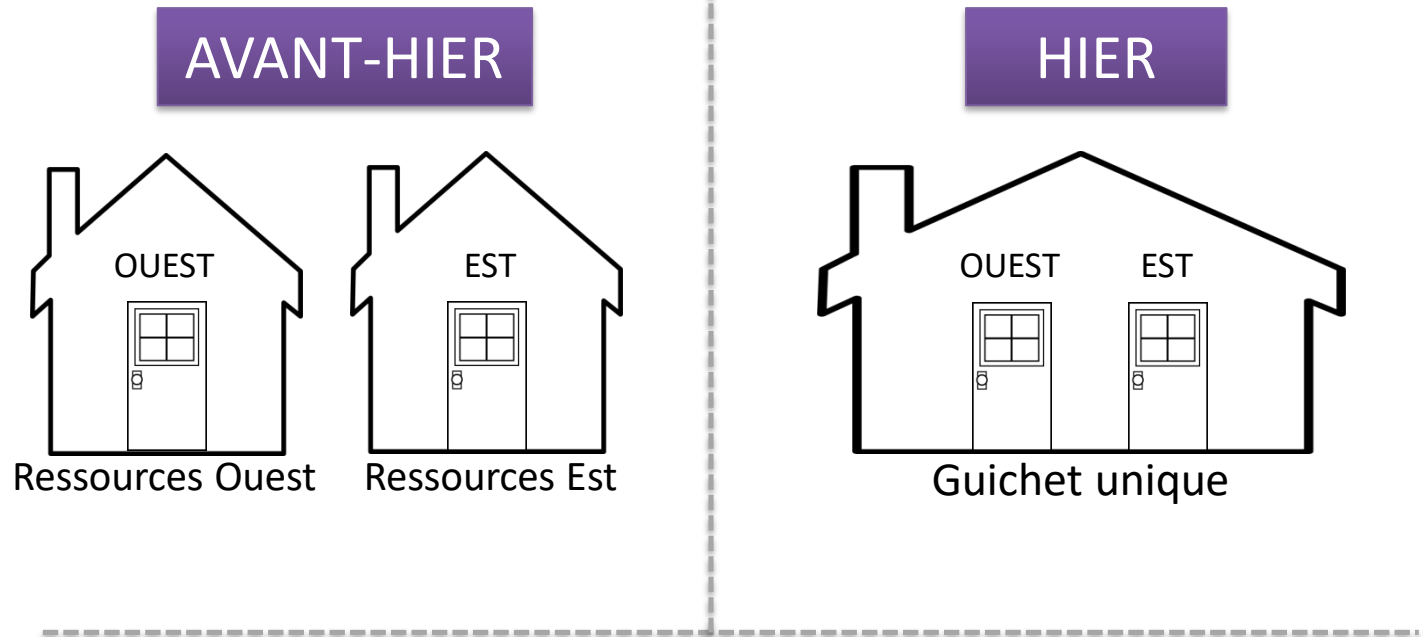 AVANT-HIER
HIER
OUEST
EST
OUEST
EST
Ressources Ouest
Ressources Est
Guichet unique